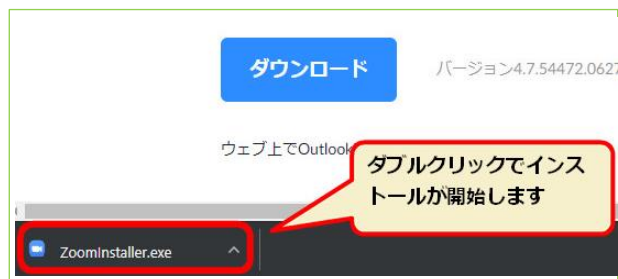 ダウンロード
バージョン4.7.54472.0627
ウェブ上でOutlook
ダブルクリックでインス
トールが開始します
ZoomInstaller.exe